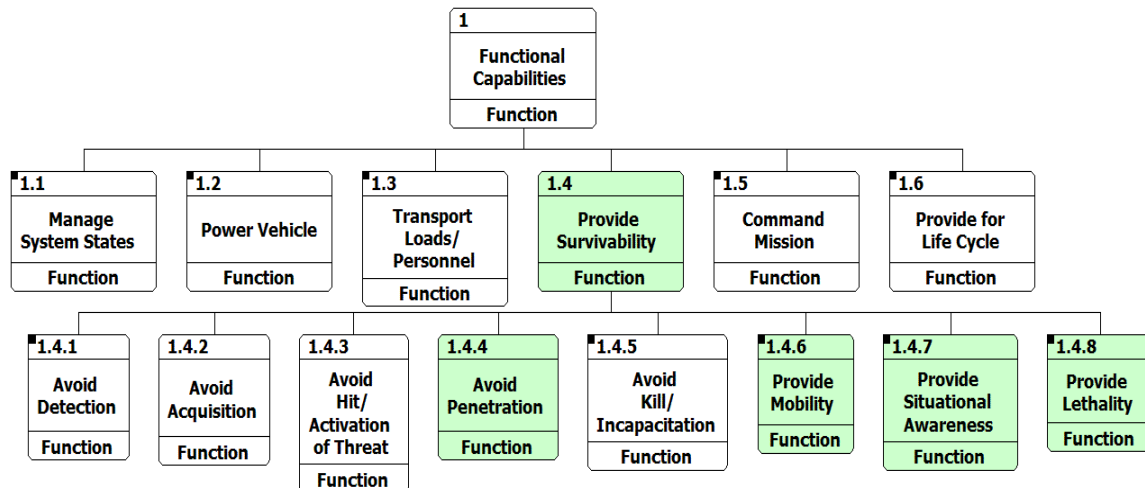 1
Functional
Capabilities
Function
1.1
Manage
System States
Function
1.2
Power Vehicle
Function
1.3
Transport
Loads/
Personnel
Function
1.4
Provide
Survivability
Function
1.5
Command
Mission
Function
1.6
Provide for
Life Cycle
Function
1.4.1
Avoid
Detection
Function
1.4.2
Avoid
Acquisition
Function
1.4.3
Avoid
Hit/
Activation
of Threat
Function
1.4.4
Avoid
Penetration
Function
1.4.5
Avoid
Kill/
Incapacitation
Function
1.4.6
Provide
Mobility
Function
1.4.7
Provide
Situational
Awareness
Function
1.4.8
Provide
Lethality
Function